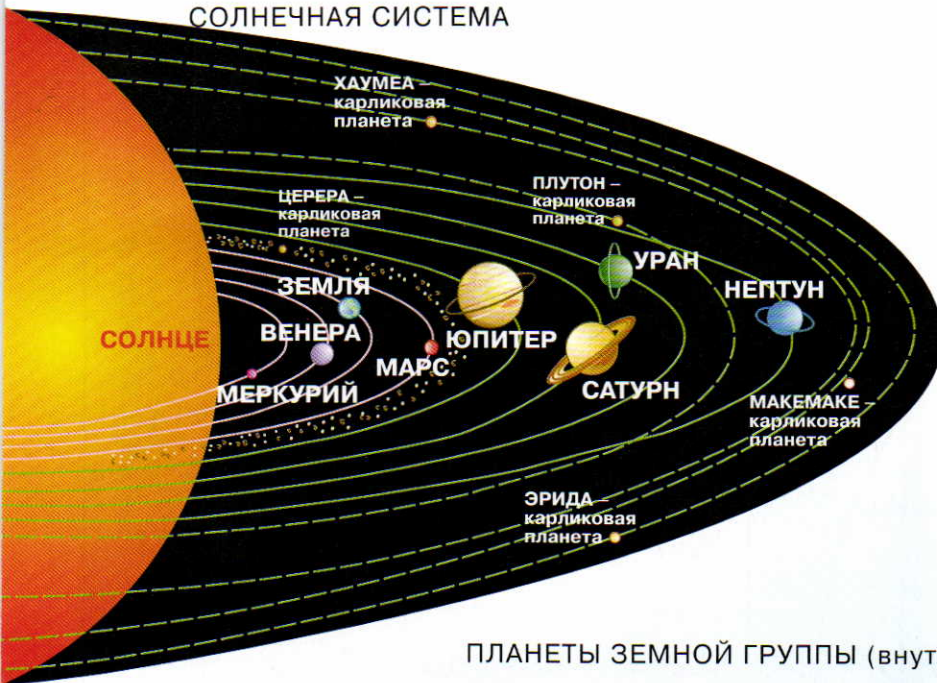 СОЛНЕЧНАЯ СИСТЕМА
ХАУМЕА –
карликовая
планета
ЦЕРЕРА –
карликовая
планета
ПЛУТОН –
карликовая
планета
ЗЕМЛЯ
УРАН
НЕПТУН
СОЛНЦЕ
ВЕНЕРА
ЮПИТЕР
МАРС
МЕРКУРИЙ
САТУРН
МАКЕМАКЕ –
карликовая
планета
ЭРИДА –
карликовая
планета
ПЛАНЕТЫ ЗЕМНОЙ ГРУППЫ (внут